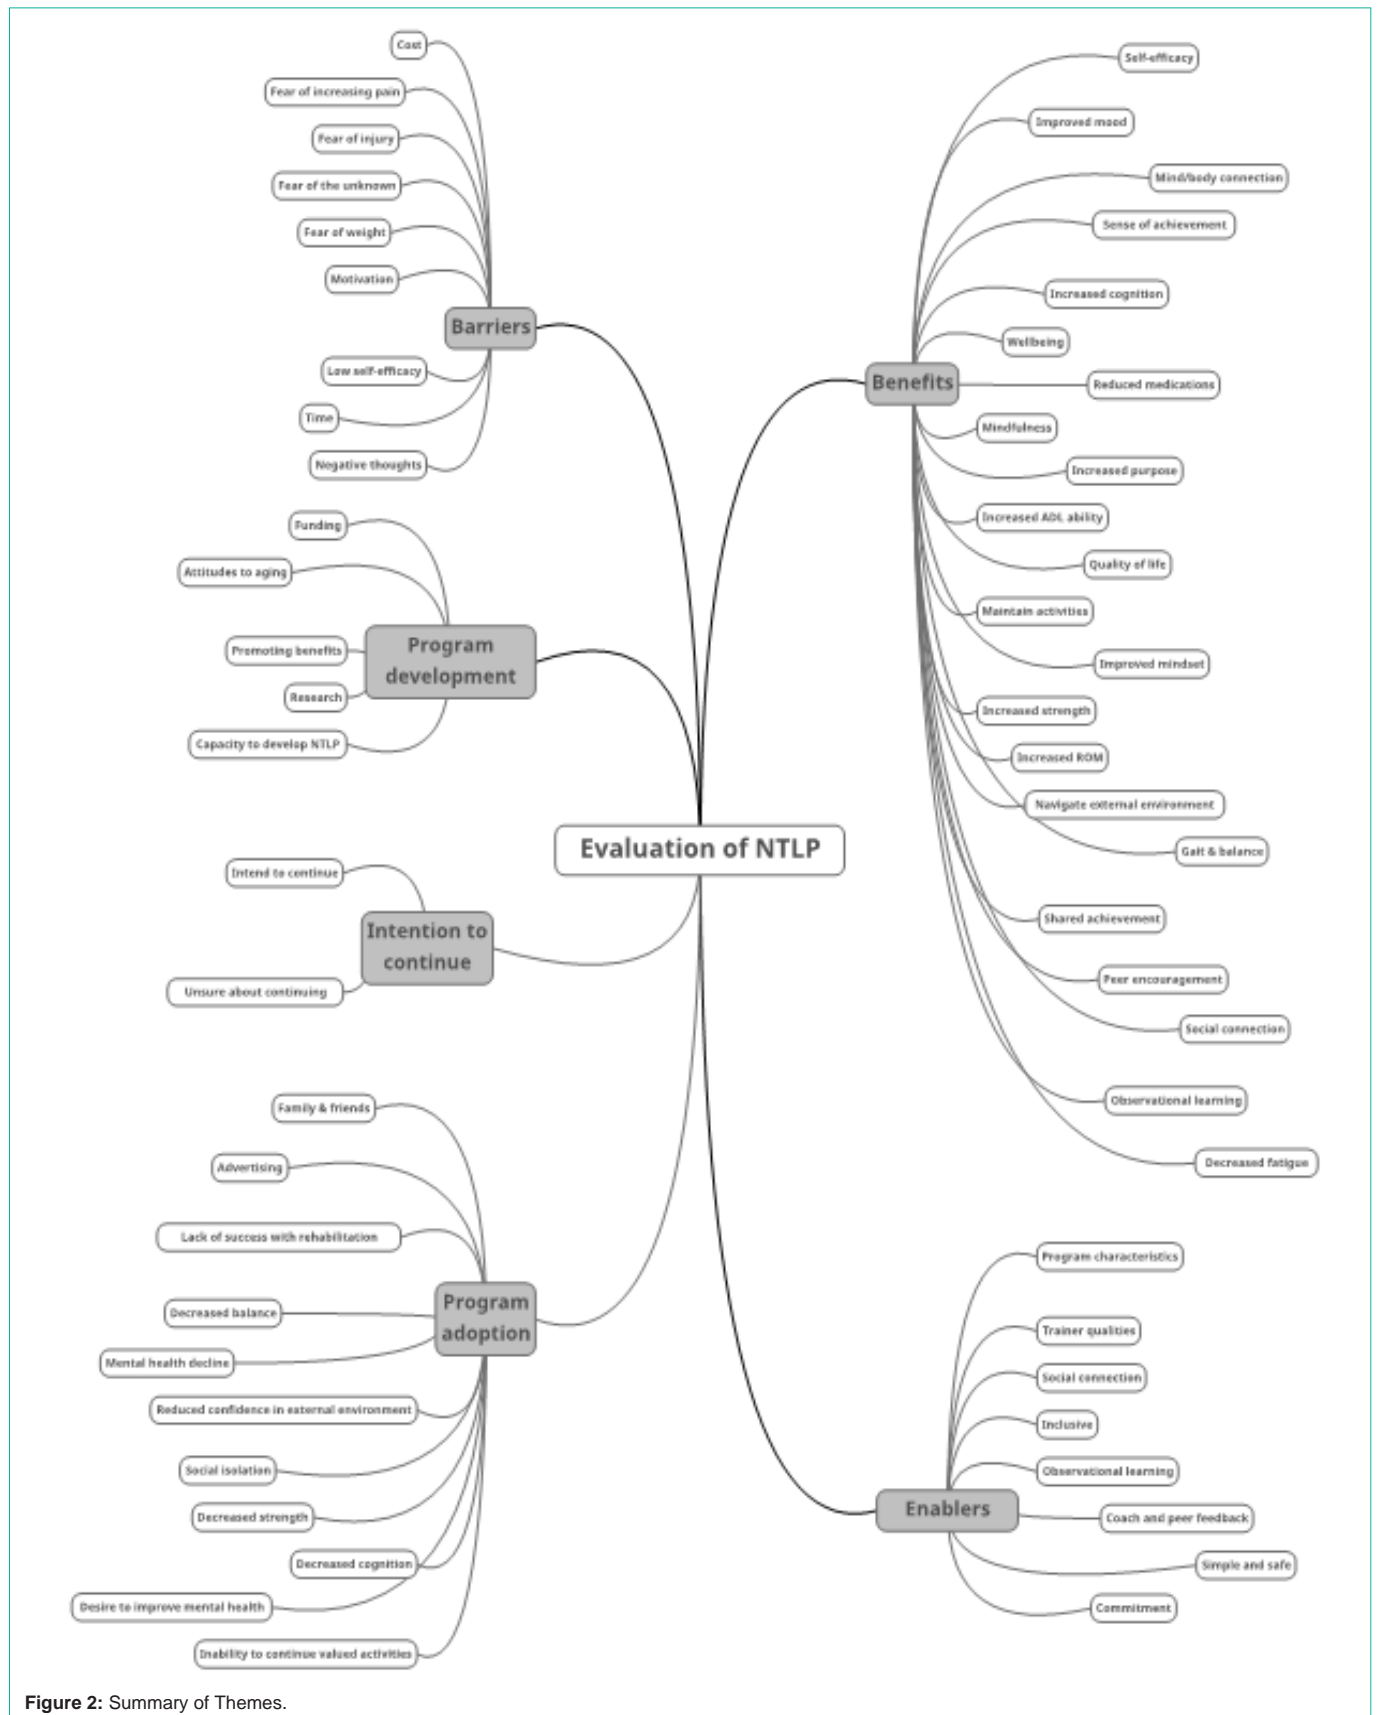 Cost
Fear of increasing pain
Fear of injury
Fear of the unknown
Fear of weight
Motivation
Barriers
Low self-efficacy
Time
Negative thoughts
Funding
Attitudes to aging
Program
development
Promoting benefits
Research
Capacity to develop NTLP
Evaluation of NTLP
Intend to continue
Intention to
continue
Unsure about continuing
Family & friends
Advertising
Lack of success with rehabilitation
Program
adoption
Decreased balance
Mental health decline
Reduced confidence in external environment
Social isolation
Decreased strength
Decreased cognition
Desire to improve mental health
Inability to continue valued activities
Self-efficacy
Improved mood
Mind/body connection
Sense of achievement
Increased cognition
Wellbeing
Benefits
Reduced medications
Mindfulness
Increased purpose
Increased ADL ability
Quality of life
Maintain activities
Improved mindset
Increased strength
Increased ROM
Navigate external environment
Gait & balance
Shared achievement
Peer encouragement
Social connection
Observational learning
Decreased fatigue
Program characteristics
Trainer qualities
Social connection
Inclusive
Observational learning
Enablers
Coach and peer feedback
Simple and safe
Commitment
Figure 2: Summary of Themes.